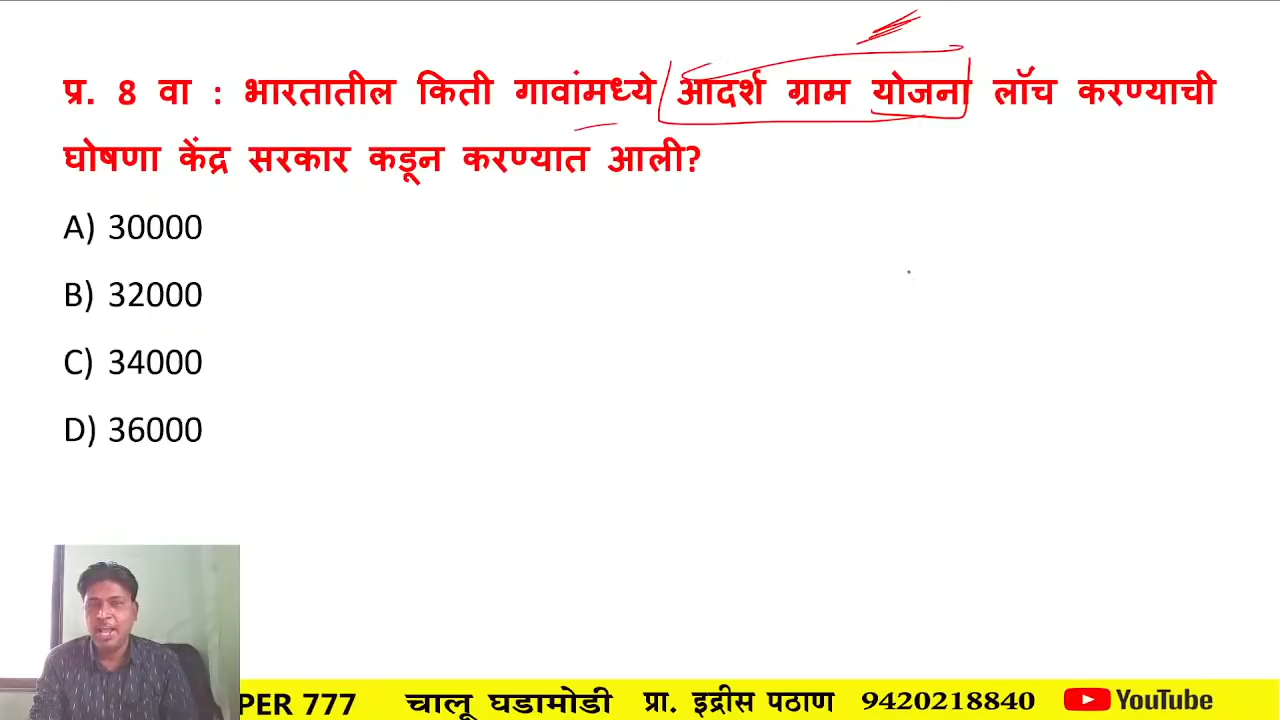 प्र. 8 वा : भारतातील किती गावांमध्ये आदर्श ग्राम योजना लॉंच करण्याची
घोषणा केंद्र सरकार कडून करण्यात आली?
A) 30000
B) 32000
C) 34000
D) 36000
PER 777 चालू घडामोडी प्रा. इद्रीस पठाण 9420218840 YouTube